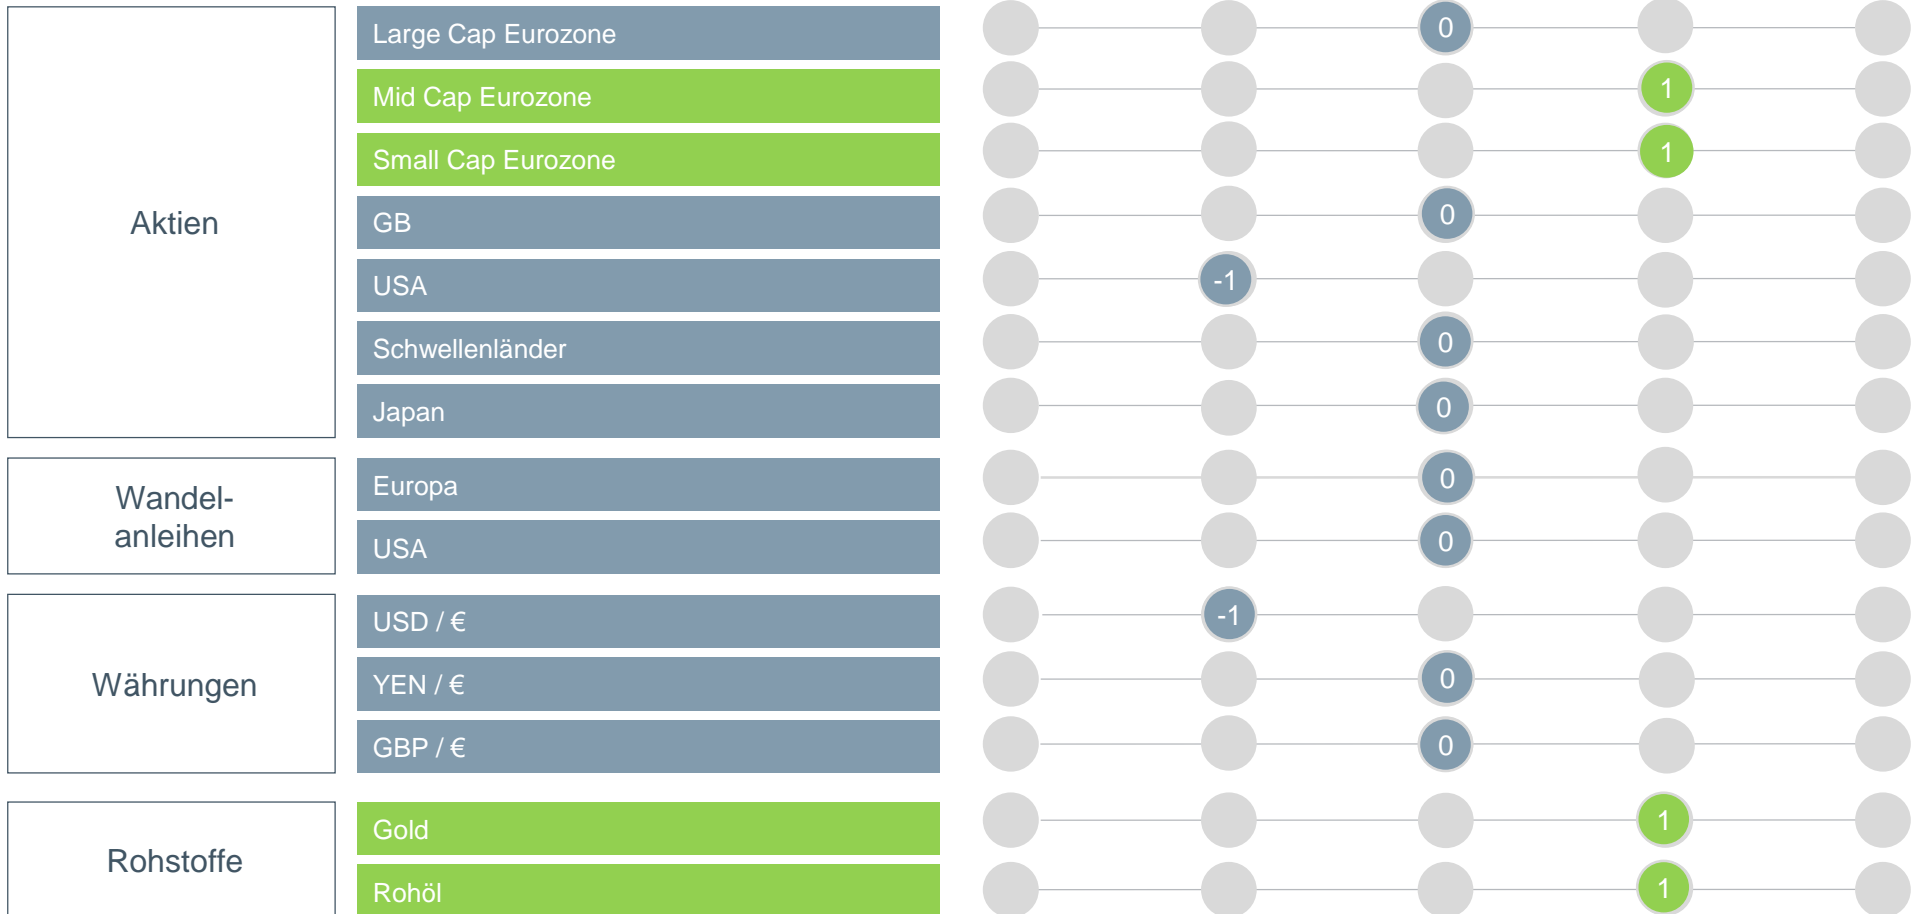 Aktien
Large Cap Eurozone 0
Mid Cap Eurozone 1
Small Cap Eurozone 1
GB 0
USA -1
Schwellenländer 0
Japan 0
Wandel-
anleihen
Europa 0
USA 0
Währungen
USD / € -1
YEN / € 0
GBP / € 0
Rohstoffe
Gold 1
Rohöl 1